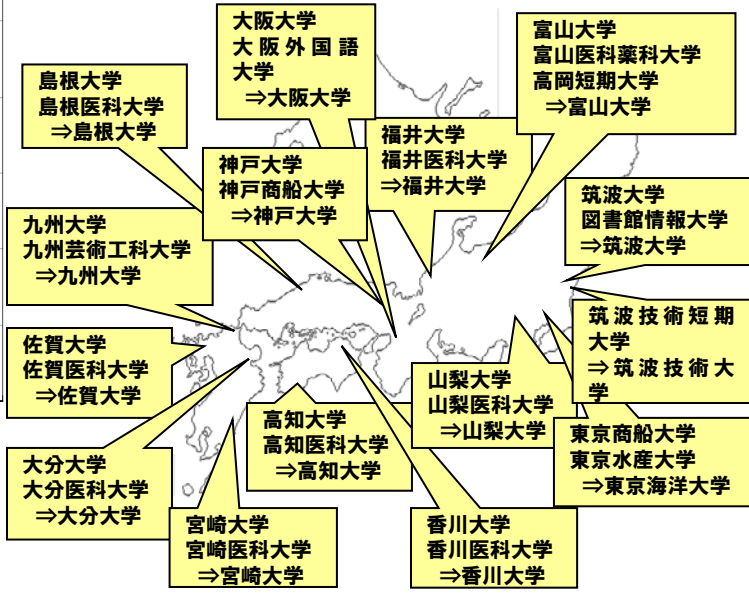 大阪大学
大阪外国語
大学
⇒大阪大学
富山大学
富山医科薬科大学
高岡短期大学
⇒富山大学
島根大学
島根医科大学
⇒島根大学
福井大学
福井医科大学
⇒福井大学
神戸大学
神戸商船大学
⇒神戸大学
筑波大学
図書館情報大学
⇒筑波大学
九州大学
九州芸術工科大学
⇒九州大学
筑波技術短期
大学
⇒筑波技術大
学
佐賀大学
佐賀医科大学
⇒佐賀大学
山梨大学
山梨医科大学
⇒山梨大学
高知大学
高知医科大学
⇒高知大学
東京商船大学
東京水産大学
⇒東京海洋大学
大分大学
大分医科大学
⇒大分大学
宮崎大学
宮崎医科大学
⇒宮崎大学
香川大学
香川医科大学
⇒香川大学